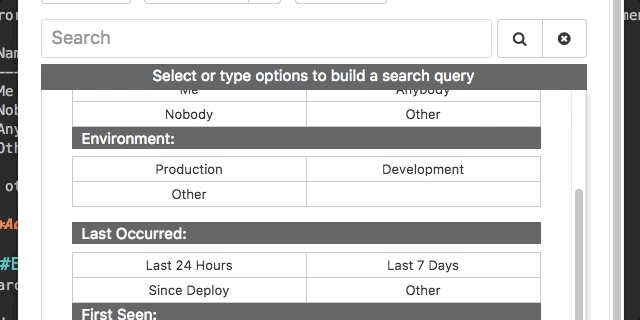 Search
Select or type options to build a search query
Me Anybody
Nobody Other
Environment:
Production Development
Other
Last Occurred:
Last 24 Hours Last 7 Days
Since Deploy Other
First Seen: